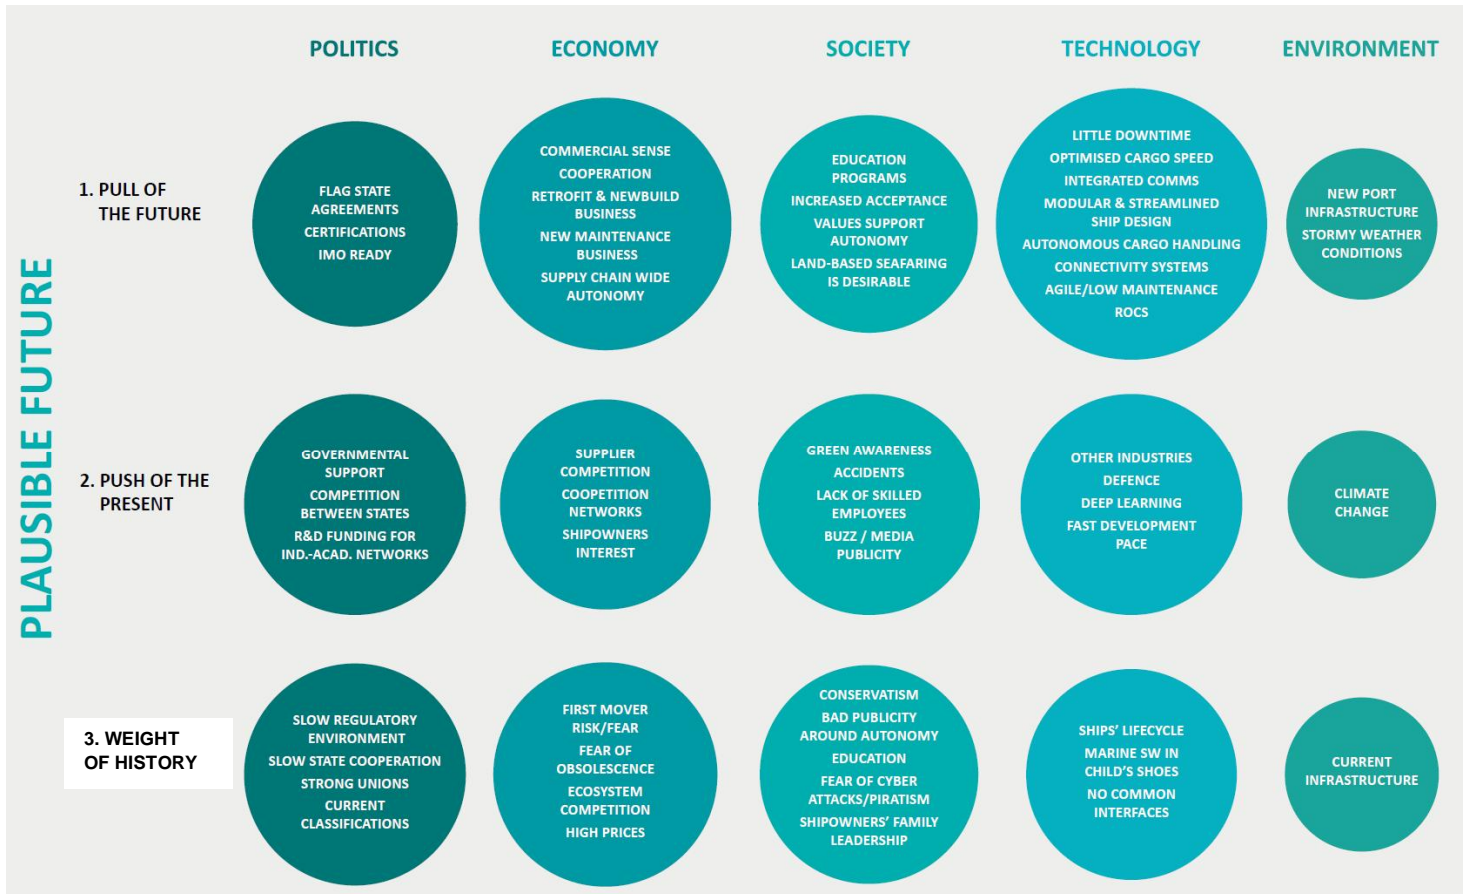 POLITICS
ECONOMY
SOCIETY
TECHNOLOGY
ENVIRONMENT
PLAUSIBLE FUTURE
1. PULL OF
THE FUTURE
FLAG STATE
AGREEMENTS
CERTIFICATIONS
IMO READY
COMMERCIAL SENSE
COOPERATION
RETROFIT & NEWBUILD
BUSINESS
NEW MAINTENANCE
BUSINESS
SUPPLY CHAIN WIDE
AUTONOMY
EDUCATION
PROGRAMS
INCREASED ACCEPTANCE
VALUES SUPPORT
AUTONOMY
LAND-BASED SEAFARING
IS DESIRABLE
LITTLE DOWNTIME
OPTIMISED CARGO SPEED
INTEGRATED COMMS
MODULAR & STREAMLINED
SHIP DESIGN
AUTONOMOUS CARGO HANDLING
CONNECTIVITY SYSTEMS
AGILE/LOW MAINTENANCE
ROCS
NEW PORT
INFRASTRUCTURE
STORMY WEATHER
CONDITIONS
2. PUSH OF THE
PRESENT
GOVERNMENTAL
SUPPORT
COMPETITION
BETWEEN STATES
R&D FUNDING FOR
IND.-ACAD. NETWORKS
SUPPLIER
COMPETITION
COOPETITION
NETWORKS
SHIPOWNERS
INTEREST
GREEN AWARENESS
ACCIDENTS
LACK OF SKILLED
EMPLOYEES
BUZZ / MEDIA
PUBLICITY
OTHER INDUSTRIES
DEFENCE
DEEP LEARNING
FAST DEVELOPMENT
PACE
CLIMATE
CHANGE
3. WEIGHT
OF HISTORY
SLOW REGULATORY
ENVIRONMENT
SLOW STATE COOPERATION
STRONG UNIONS
CURRENT
CLASSIFICATIONS
FIRST MOVER
RISK/FEAR
FEAR OF
OBSOLESCENCE
ECOSYSTEM
COMPETITION
HIGH PRICES
CONSERVATISM
BAD PUBLICITY
AROUND AUTONOMY
EDUCATION
FEAR OF CYBER
ATTACKS/PIRATISM
SHIPOWNERS' FAMILY
LEADERSHIP
SHIPS' LIFECYCLE
MARINE SW IN
CHILD'S SHOES
NO COMMON
INTERFACES
CURRENT
INFRASTRUCTURE